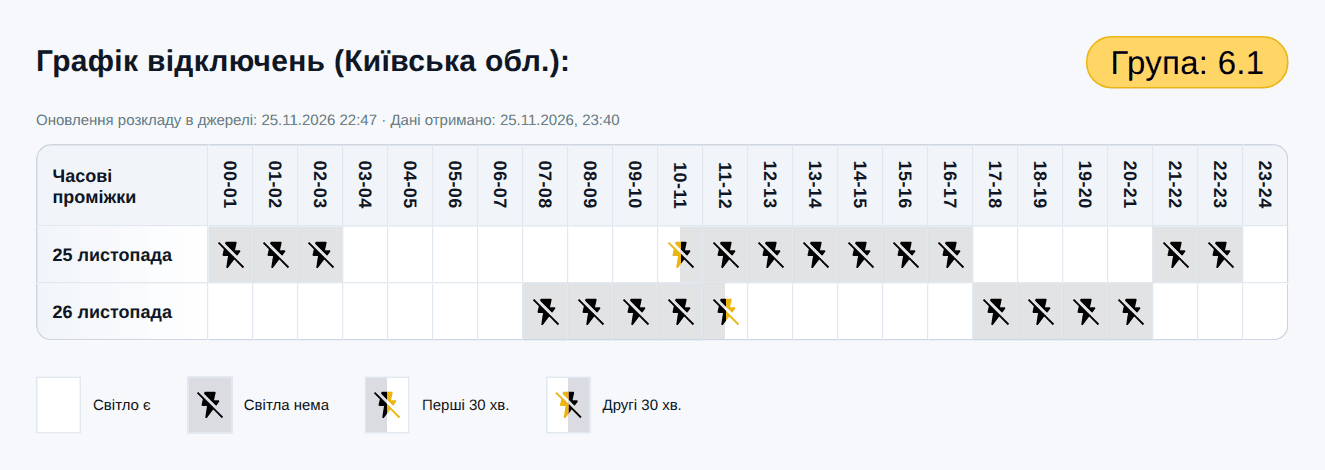 Графік відключень (Київська обл.):
Група: 6.1
Оновлення розкладу в джерелі: 25.11.2026 22:47 · Дані отримано: 25.11.2026, 23:40
Часові
проміжки
00-01 01-02 02-03 03-04 04-05 05-06 06-07 07-08 08-09 09-10 10-11 11-12 12-13 13-14 14-15 15-16 16-17 17-18 18-19 19-20 20-21 21-22 22-23 23-24
25 листопада
26 листопада
Світло є Світла нема Перші 30 хв. Другі 30 хв.